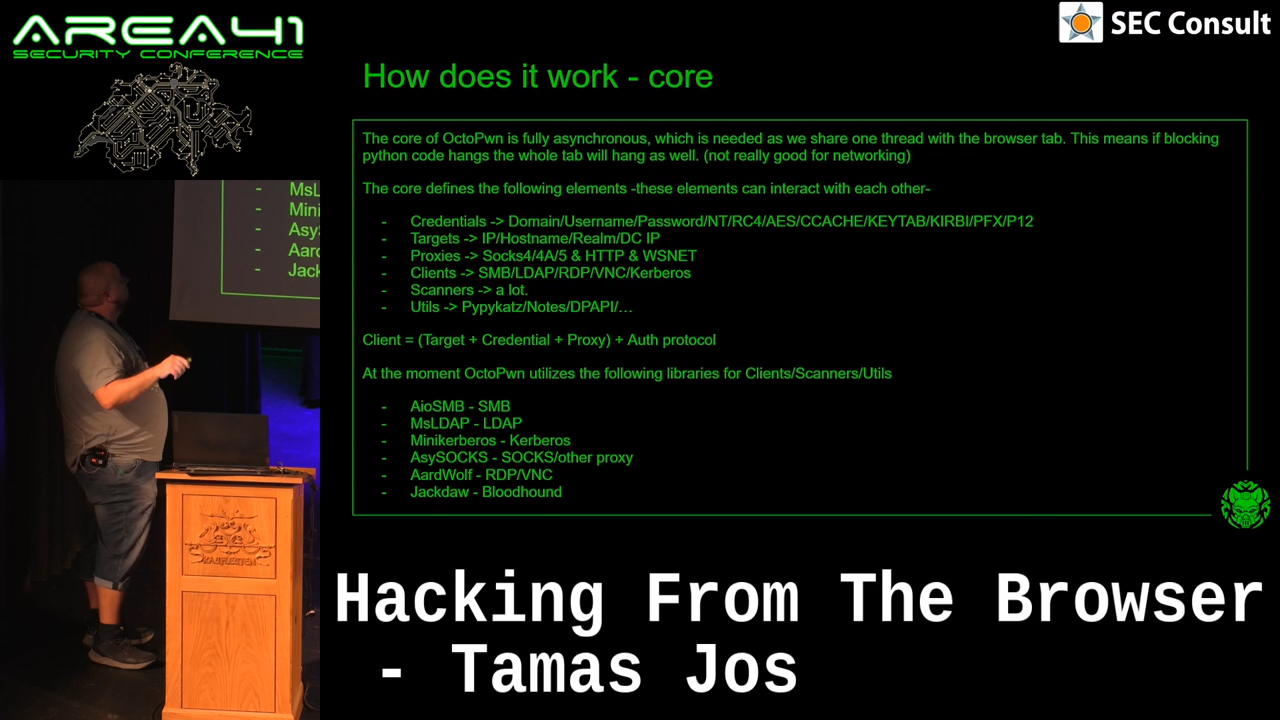 AREA41
SECURITY CONFERENCE
SEC Consult
How does it work - core
The core of OctoPwn is fully asynchronous, which is needed as we share one thread with the browser tab. This means if blocking
python code hangs the whole tab will hang as well. (not really good for networking)
The core defines the following elements -these elements can interact with each other-
- Credentials -> Domain/Username/Password/NT/RC4/AES/CCACHE/KEYTAB/KIRBI/PFX/P12
- Targets -> IP/Hostname/Realm/DC IP
- Proxies -> Socks4/4A/5 & HTTP & WSNET
- Clients -> SMB/LDAP/RDP/VNC/Kerberos
- Scanners -> a lot.
- Utils -> Pypykatz/Notes/DPAPI/…
Client = (Target + Credential + Proxy) + Auth protocol
At the moment OctoPwn utilizes the following libraries for Clients/Scanners/Utils
- AioSMB - SMB
- MsLDAP - LDAP
- Minikerberos - Kerberos
- AsySOCKS - SOCKS/other proxy
- AardWolf - RDP/VNC
- Jackdaw - Bloodhound
- MsL
- Mini
- Asy
- Aard
- Jack
Hacking From The Browser
- Tamas Jos